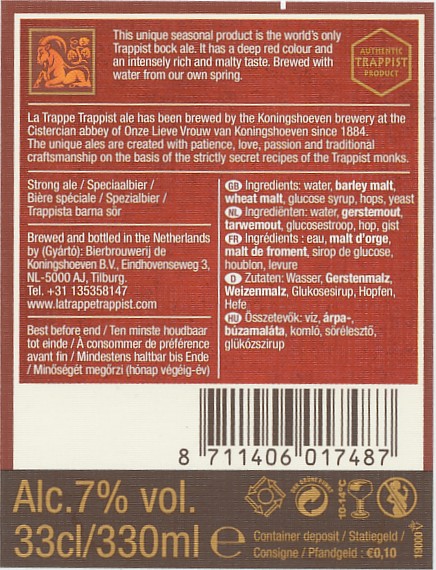 This unique seasonal product is the world's only
Trappist bock ale. It has a deep red colour and
an intensely rich and malty taste. Brewed with
water from our own spring.
AUTHENTIC
TRAPPIST
PRODUCT
La Trappe Trappist ale has been brewed by the Koningshoeven brewery at the
Cistercian abbey of Onze Lieve Vrouw van Koningshoeven since 1884.
The unique ales are created with patience, love, passion and traditional
craftsmanship on the basis of the strictly secret recipes of the Trappist monks.
Strong ale / Speciaalbier /
Bière spéciale / Spezialbier /
Trappista barna sör
Brewed and bottled in the Netherlands
by (Gyártó): Bierbrouwerij de
Koningshoeven B.V., Eindhovenseweg 3,
NL-5000 AJ, Tilburg.
Tel. +31 135358147
www.latrappetrappist.com
Best before end / Ten minste houdbaar
tot einde / À consommer de préférence
avant fin / Mindestens haltbar bis Ende
/ Minőségét megőrzi (hónap végéig-év)
GB Ingredients: water, barley malt,
wheat malt, glucose syrup, hops, yeast
NL Ingrediënten: water, gerstemout,
tarwemout, glucosestroop, hop, gist
FR Ingrédients : eau, malt d'orge,
malt de froment, sirop de glucose,
houblon, levure
D Zutaten: Wasser, Gerstenmalz,
Weizenmalz, Glukosesirup, Hopfen,
Hefe
HU Összetevők: víz, árpa-,
búzamaláta, komló, sörélesztő,
glükózszirup
8 711406 017487
Alc.7% vol.
33cl/330ml e
DER GRÜNE PUNKT
10-14°C
Container deposit / Statiegeld /
Consigne / Pfandgeld : €0,10
19000